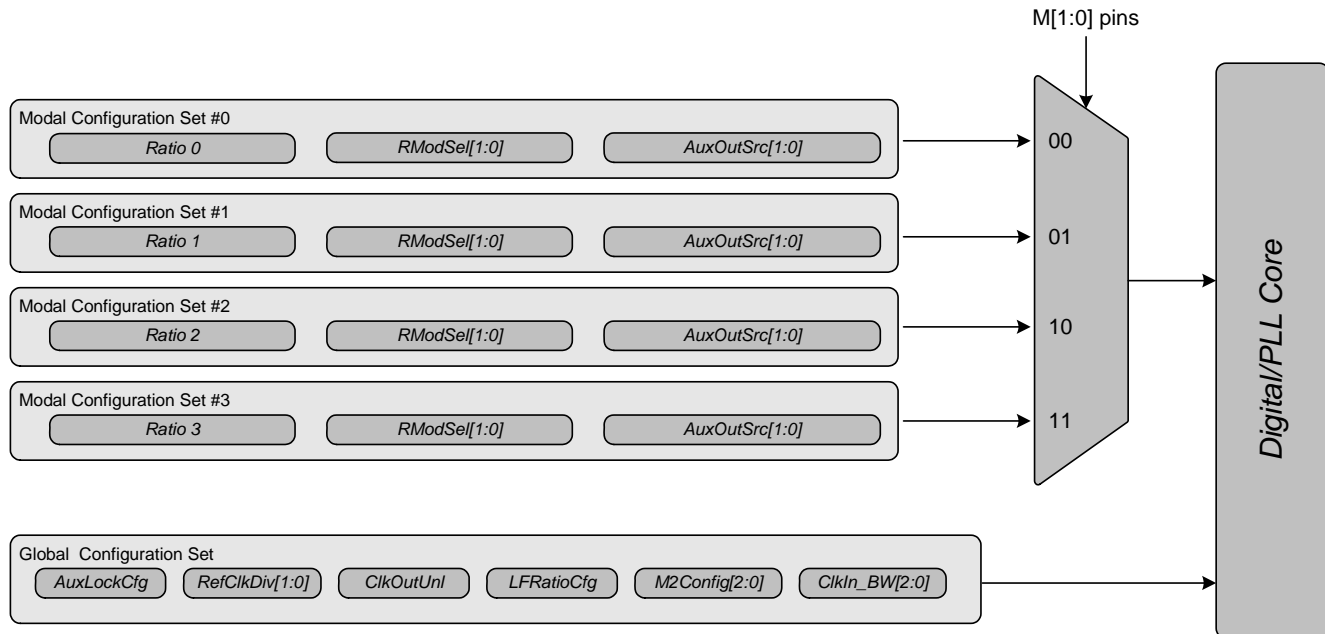 M[1:0] pins
Modal Configuration Set #0
Ratio 0 RModSel[1:0] AuxOutSrc[1:0]
00
Modal Configuration Set #1
Ratio 1 RModSel[1:0] AuxOutSrc[1:0]
01
Modal Configuration Set #2
Ratio 2 RModSel[1:0] AuxOutSrc[1:0]
10
Modal Configuration Set #3
Ratio 3 RModSel[1:0] AuxOutSrc[1:0]
11
Digital/PLL Core
Global Configuration Set
AuxLockCfg RefClkDiv[1:0] ClkOutUnl LFRatioCfg M2Config[2:0] ClkIn_BW[2:0]